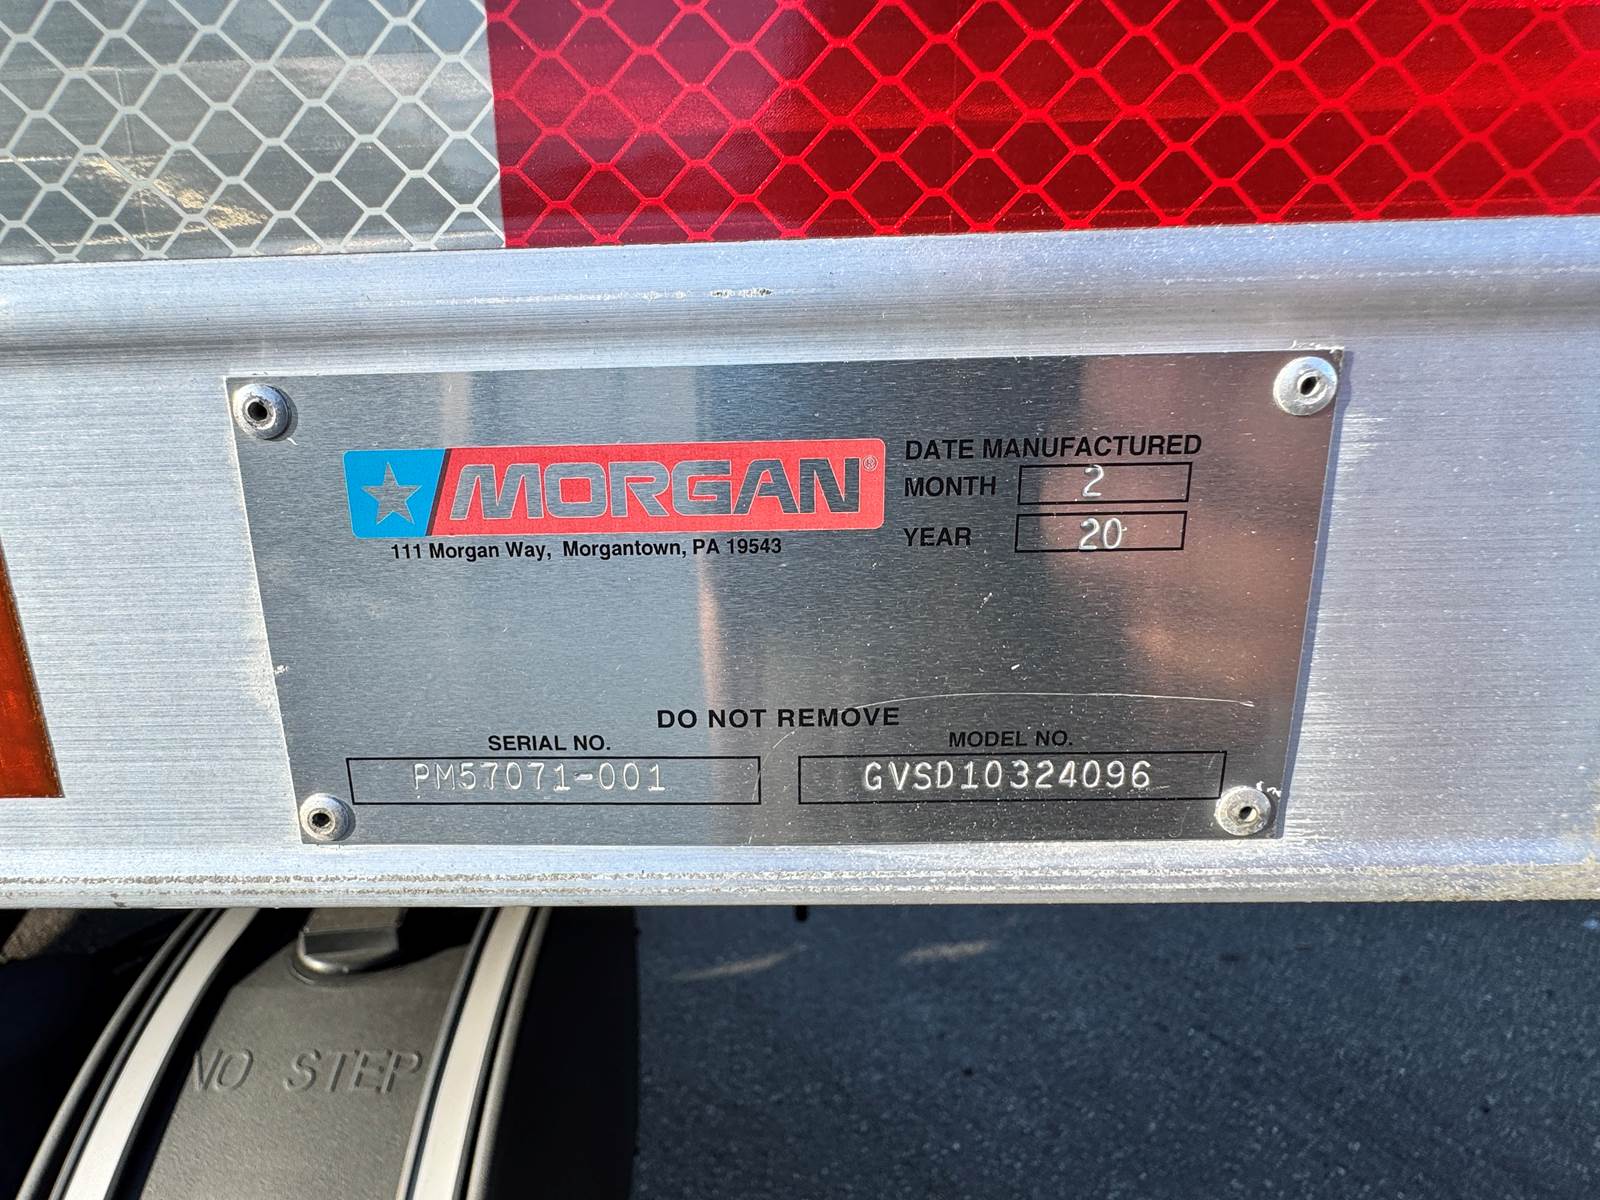 MORGAN®
111 Morgan Way, Morgantown, PA 19543
DATE MANUFACTURED
MONTH 2
YEAR 20
DO NOT REMOVE
SERIAL NO. MODEL NO.
PM57071-001 GVSD10324096
NO STEP